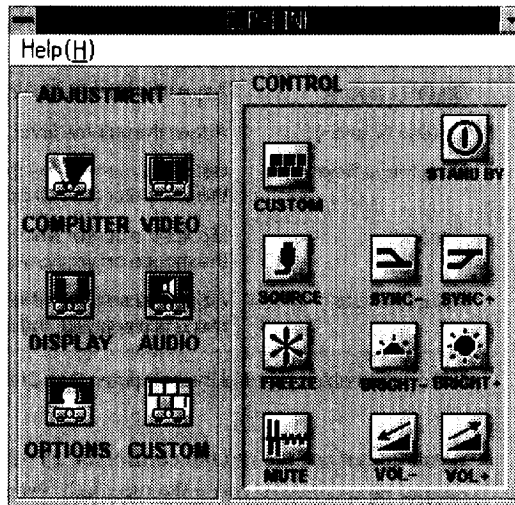 Help(H)
ADJUSTMENT
COMPUTER VIDEO
DISPLAY AUDIO
OPTIONS CUSTOM
CONTROL
STAND BY
CUSTOM
SOURCE SYNC- SYNC+
FREEZE BRIGHT- BRIGHT+
MUTE VOL- VOL+